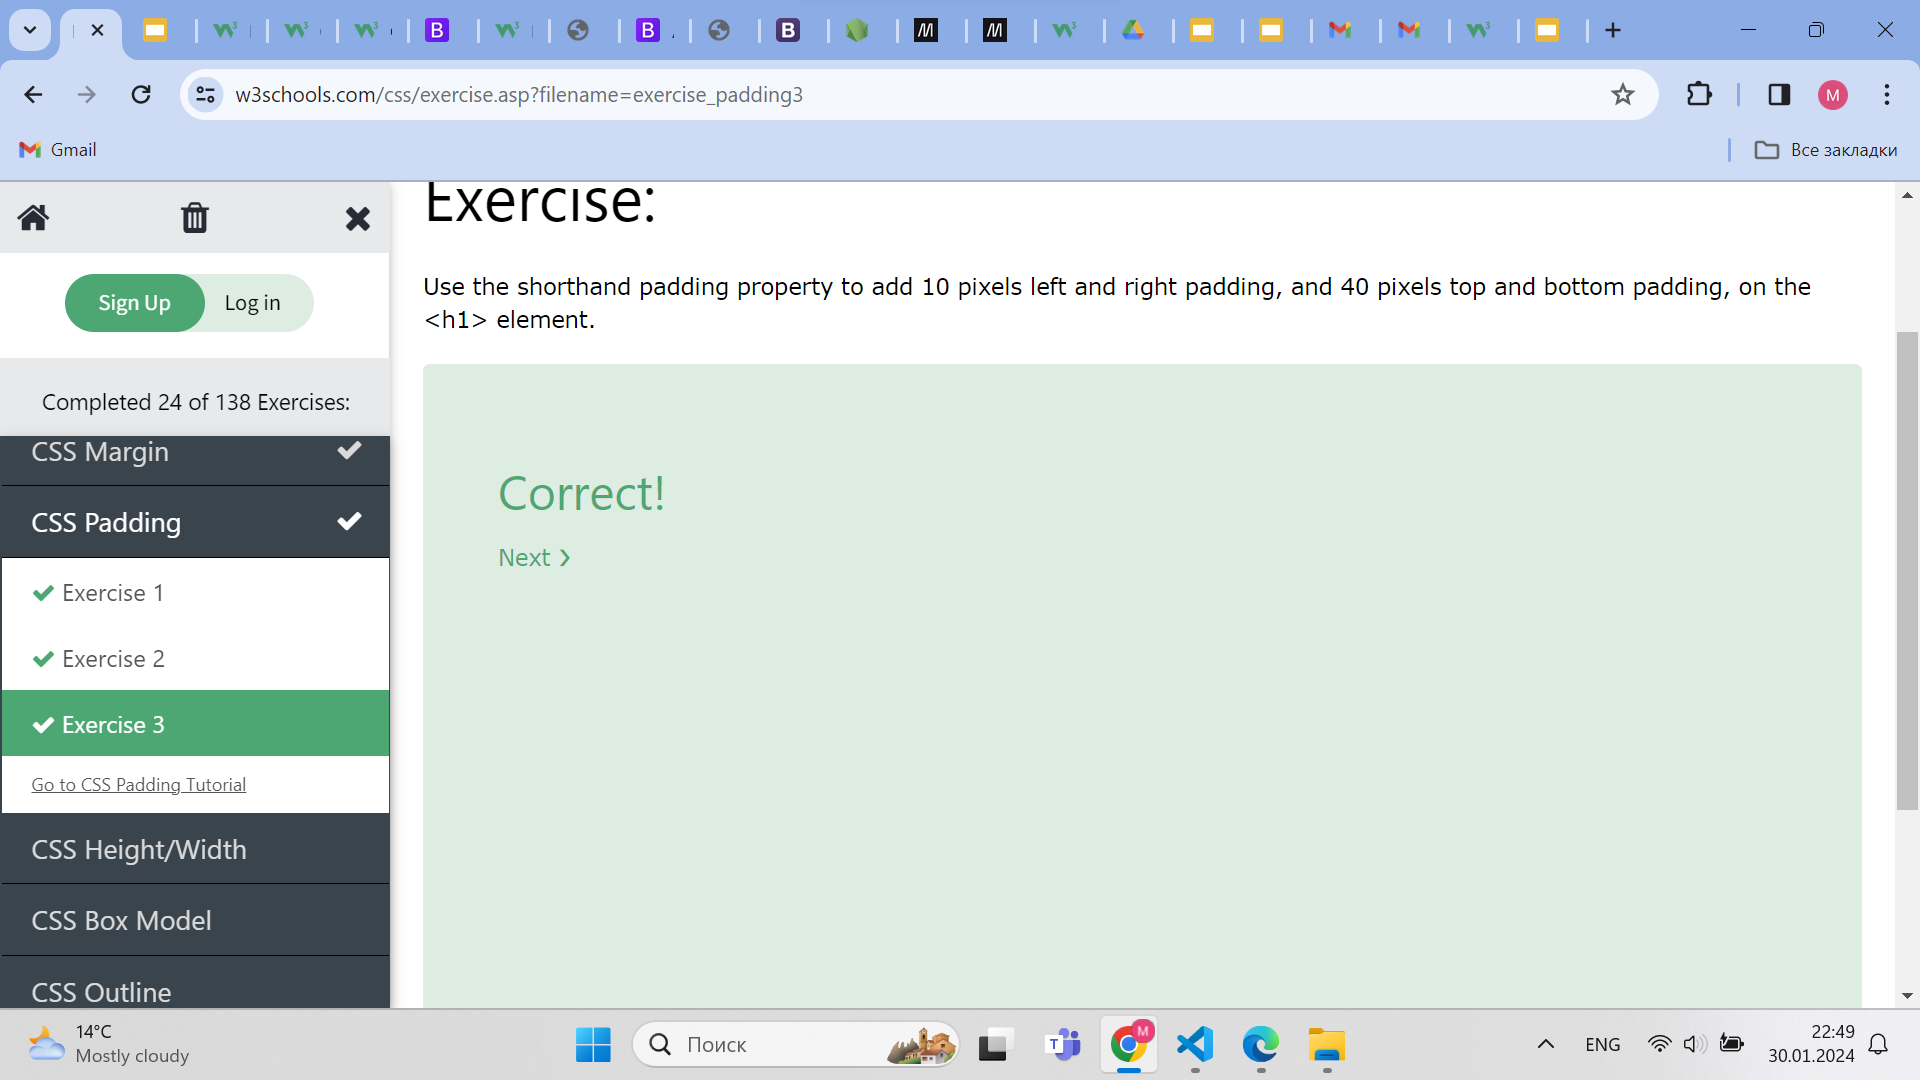 w3schools.com/css/exercise.asp?filename=exercise_padding3
M
Gmail
Все закладки
Sign Up
Log in
Completed 24 of 138 Exercises:
CSS Margin
CSS Padding
Exercise 1
Exercise 2
Exercise 3
Go to CSS Padding Tutorial
CSS Height/Width
CSS Box Model
CSS Outline
Exercise:
Use the shorthand padding property to add 10 pixels left and right padding, and 40 pixels top and bottom padding, on the
<h1> element.
Correct!
Next ❯
14°C
Mostly cloudy
Поиск
ENG
22:49
30.01.2024